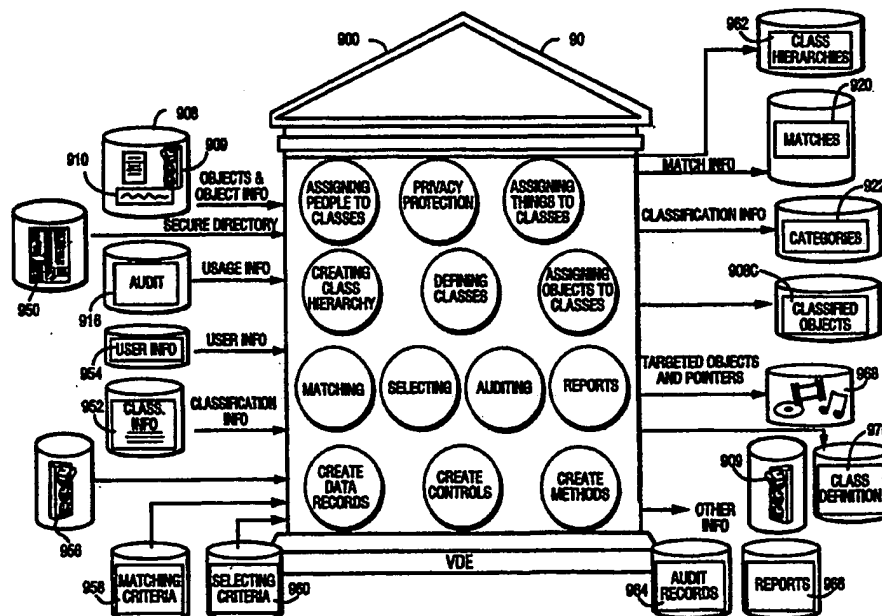 900
90
962
CLASS
HIERARCHIES
920
MATCHES
MATCH INFO
922
CLASSIFICATION INFO
CATEGORIES
908C
CLASSIFIED
OBJECTS
TARGETED OBJECTS
AND POINTERS
968
909
CLASS
DEFINITION
OTHER
INFO
908
909
910
OBJECTS &
OBJECT INFO
SECURE DIRECTORY
950
AUDIT
USAGE INFO
916
USER INFO
USER INFO
954
952
CLASS.
INFO
CLASSIFICATION
INFO
956
ASSIGNING
PEOPLE TO
CLASSES
PRIVACY
PROTECTION
ASSIGNING
THINGS TO
CLASSES
CREATING
CLASS
HIERARCHY
DEFINING
CLASSES
ASSIGNING
OBJECTS TO
CLASSES
MATCHING
SELECTING
AUDITING
REPORTS
CREATE
DATA
RECORDS
CREATE
CONTROLS
CREATE
METHODS
VDE
958
MATCHING
CRITERIA
SELECTING
CRITERIA
960
964
AUDIT
RECORDS
REPORTS
966